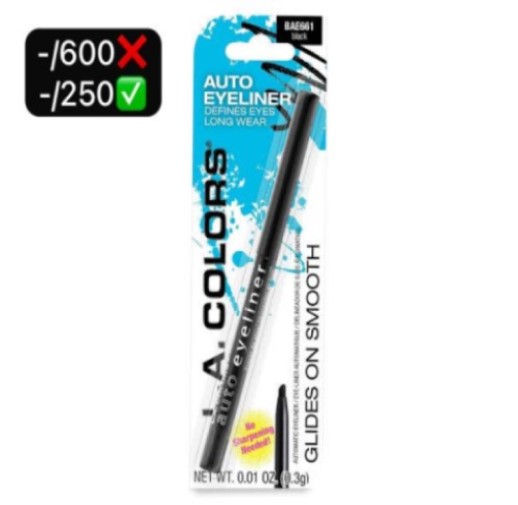 -/600❌
-/250✅
BAE661
black
AUTO
EYELINER
DEFINES EYES
LONG WEAR
L.A. COLORS®
auto eyeliner
GLIDES ON SMOOTH
No
Sharpening
Needed!
NET WT. 0.01 OZ. (0.3g)